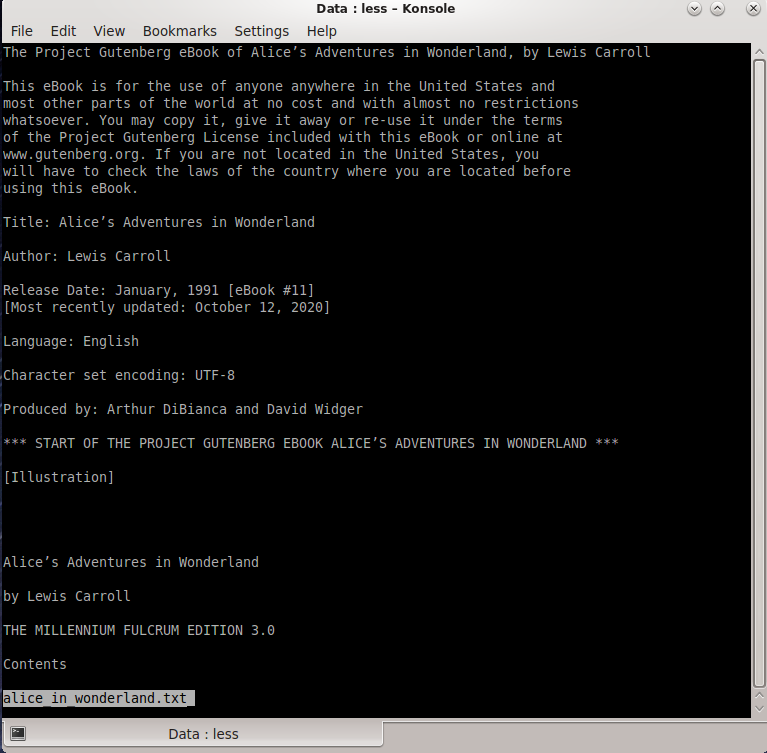 Data : less – Konsole
File Edit View Bookmarks Settings Help
The Project Gutenberg eBook of Alice’s Adventures in Wonderland, by Lewis Carroll
This eBook is for the use of anyone anywhere in the United States and
most other parts of the world at no cost and with almost no restrictions
whatsoever. You may copy it, give it away or re-use it under the terms
of the Project Gutenberg License included with this eBook or online at
www.gutenberg.org. If you are not located in the United States, you
will have to check the laws of the country where you are located before
using this eBook.
Title: Alice’s Adventures in Wonderland
Author: Lewis Carroll
Release Date: January, 1991 [eBook #11]
[Most recently updated: October 12, 2020]
Language: English
Character set encoding: UTF-8
Produced by: Arthur DiBianca and David Widger
*** START OF THE PROJECT GUTENBERG EBOOK ALICE’S ADVENTURES IN WONDERLAND ***
[Illustration]
Alice’s Adventures in Wonderland
by Lewis Carroll
THE MILLENNIUM FULCRUM EDITION 3.0
Contents
alice_in_wonderland.txt
Data : less